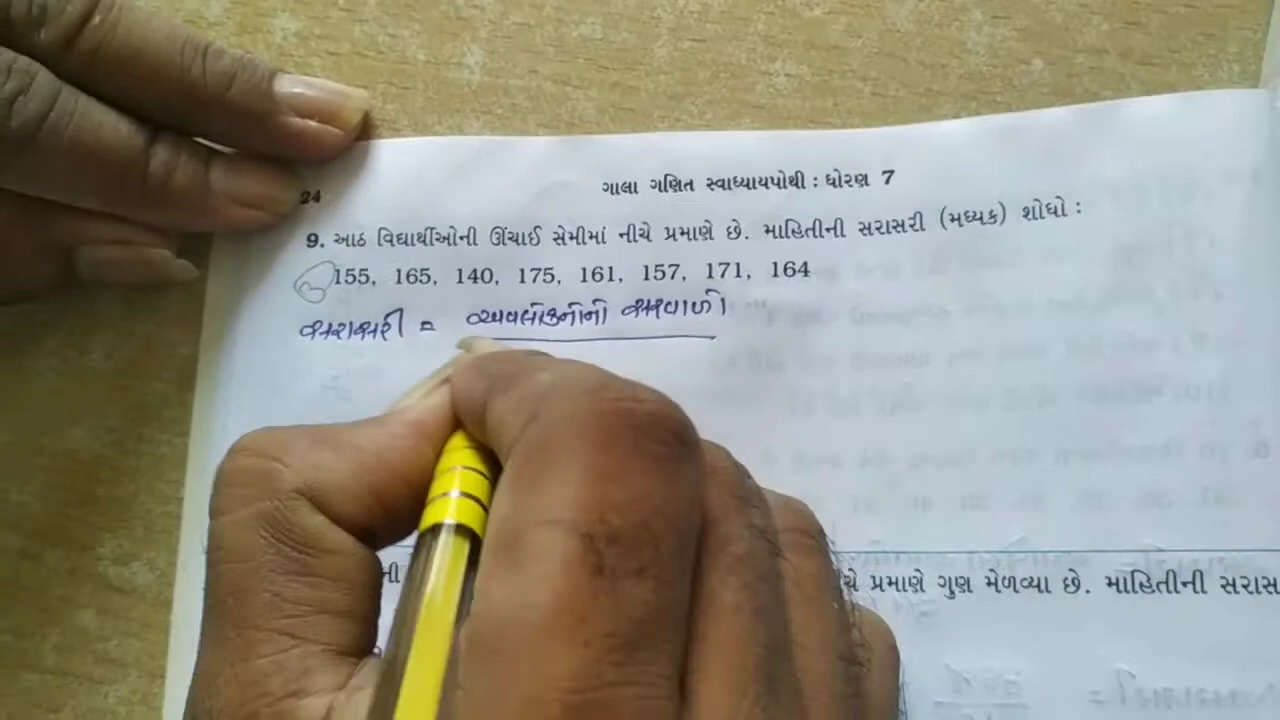 24
ગાલા ગણિત સ્વાધ્યાયપોથી : ધોરણ 7
9. આઠ વિદ્યાર્થીઓની ઊંચાઈ સેમીમાં નીચે પ્રમાણે છે. માહિતીની સરાસરી (મધ્યક) શોધો :
155, 165, 140, 175, 161, 157, 171, 164
સરાસરી = અવલોકનોનો સરવાળો
ની
ચે પ્રમાણે ગુણ મેળવ્યા છે. માહિતીની સરાસ